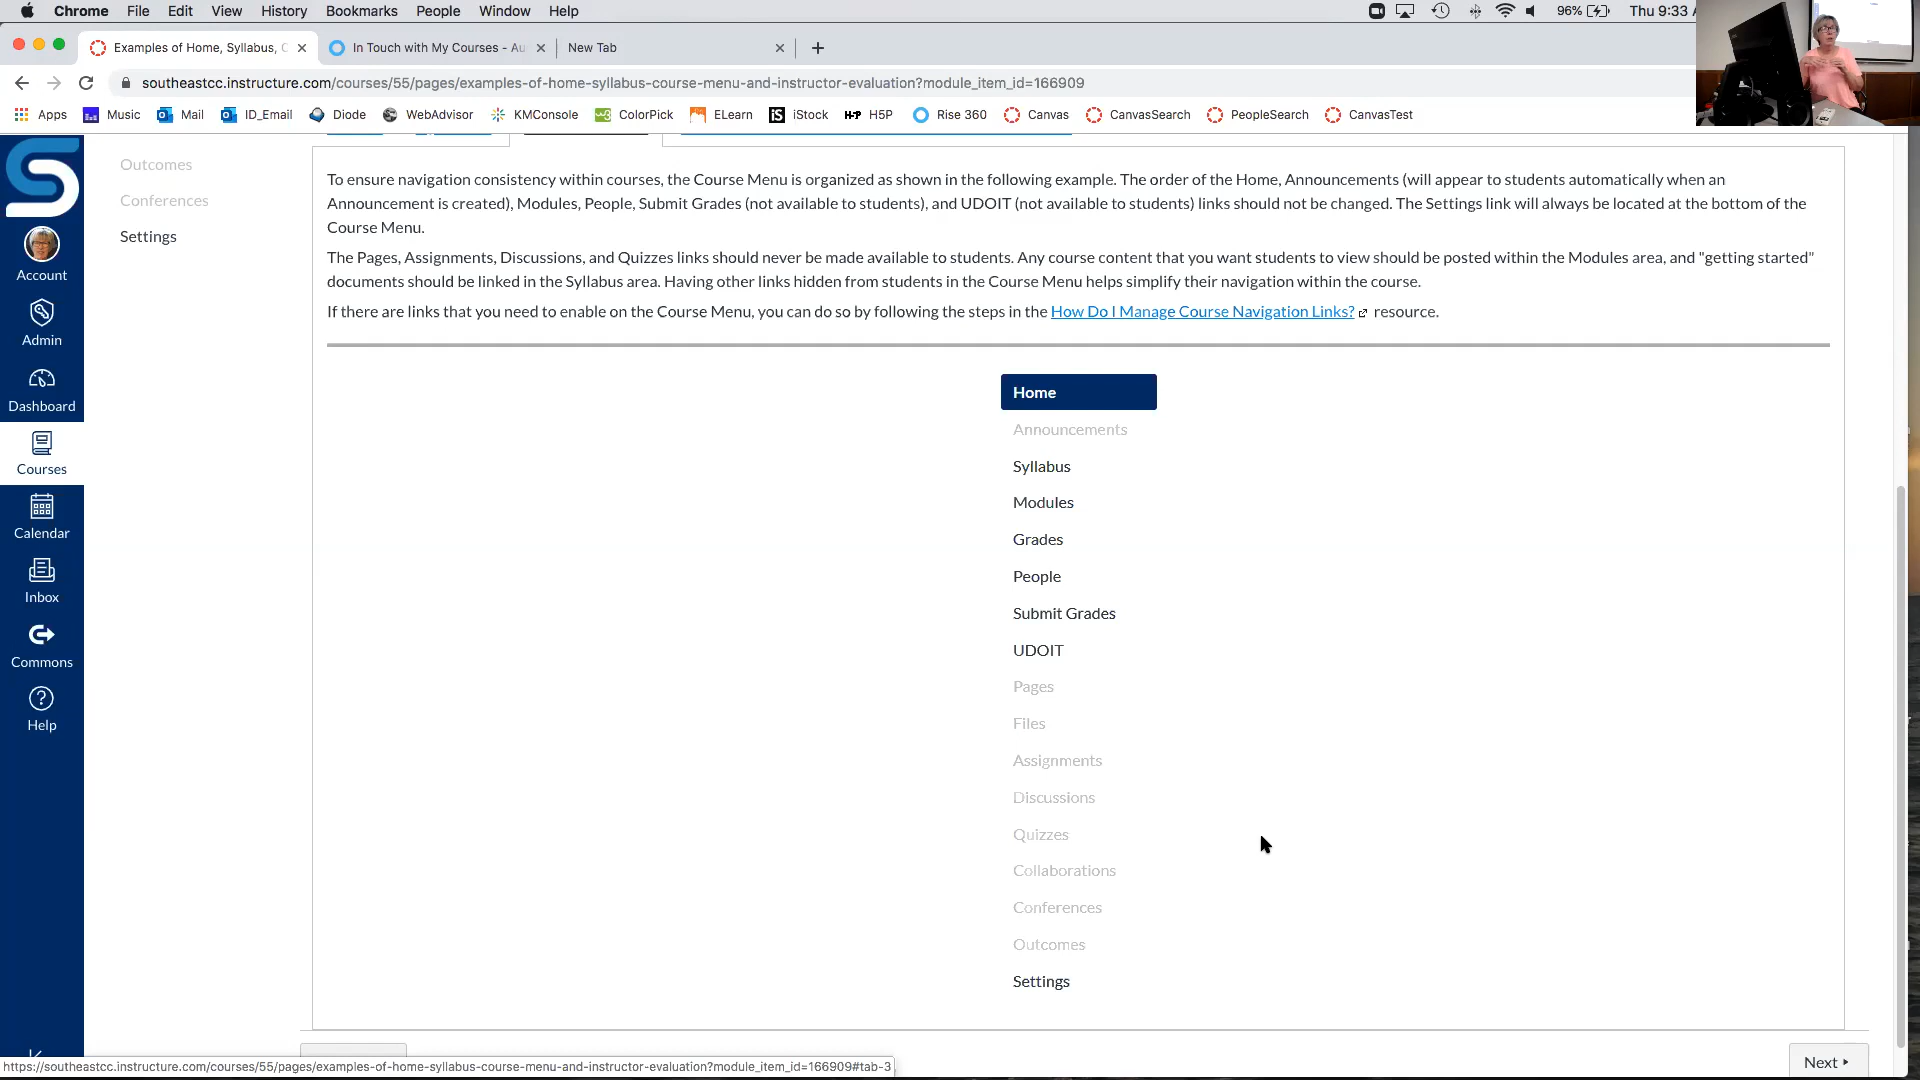 Chrome File Edit View History Bookmarks People Window Help 96% Thu 9:33
Examples of Home, Syllabus, C In Touch with My Courses - Au New Tab
southeastcc.instructure.com/courses/55/pages/examples-of-home-syllabus-course-menu-and-instructor-evaluation?module_item_id=166909
Apps Music Mail ID_Email Diode WebAdvisor KMConsole ColorPick ELearn iStock H5P Rise 360 Canvas CanvasSearch PeopleSearch CanvasTest
Outcomes
Conferences
Settings
Account
Admin
Dashboard
Courses
Calendar
Inbox
Commons
Help
To ensure navigation consistency within courses, the Course Menu is organized as shown in the following example. The order of the Home, Announcements (will appear to students automatically when an
Announcement is created), Modules, People, Submit Grades (not available to students), and UDOIT (not available to students) links should not be changed. The Settings link will always be located at the bottom of the
Course Menu.
The Pages, Assignments, Discussions, and Quizzes links should never be made available to students. Any course content that you want students to view should be posted within the Modules area, and "getting started"
documents should be linked in the Syllabus area. Having other links hidden from students in the Course Menu helps simplify their navigation within the course.
If there are links that you need to enable on the Course Menu, you can do so by following the steps in the How Do I Manage Course Navigation Links? resource.
Home
Announcements
Syllabus
Modules
Grades
People
Submit Grades
UDOIT
Pages
Files
Assignments
Discussions
Quizzes
Collaborations
Conferences
Outcomes
Settings
Next
https://southeastcc.instructure.com/courses/55/pages/examples-of-home-syllabus-course-menu-and-instructor-evaluation?module_item_id=166909#tab-3